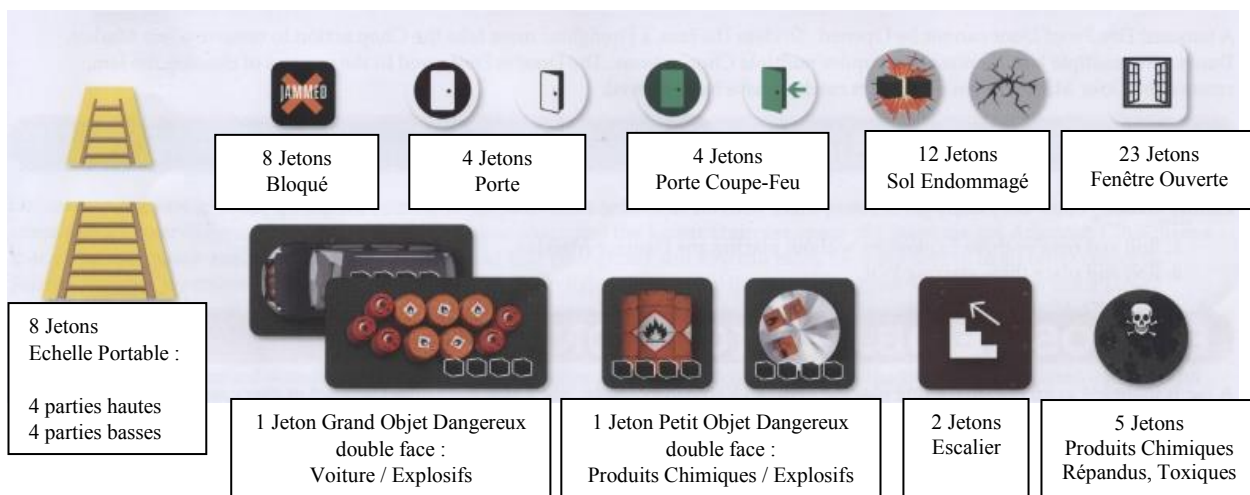 JAMMED
8 Jetons
Bloqué
4 Jetons
Porte
4 Jetons
Porte Coupe-Feu
12 Jetons
Sol Endommagé
23 Jetons
Fenêtre Ouverte
8 Jetons
Echelle Portable :
4 parties hautes
4 parties basses
1 Jeton Grand Objet Dangereux
double face :
Voiture / Explosifs
1 Jeton Petit Objet Dangereux
double face :
Produits Chimiques / Explosifs
2 Jetons
Escalier
5 Jetons
Produits Chimiques
Répandus, Toxiques